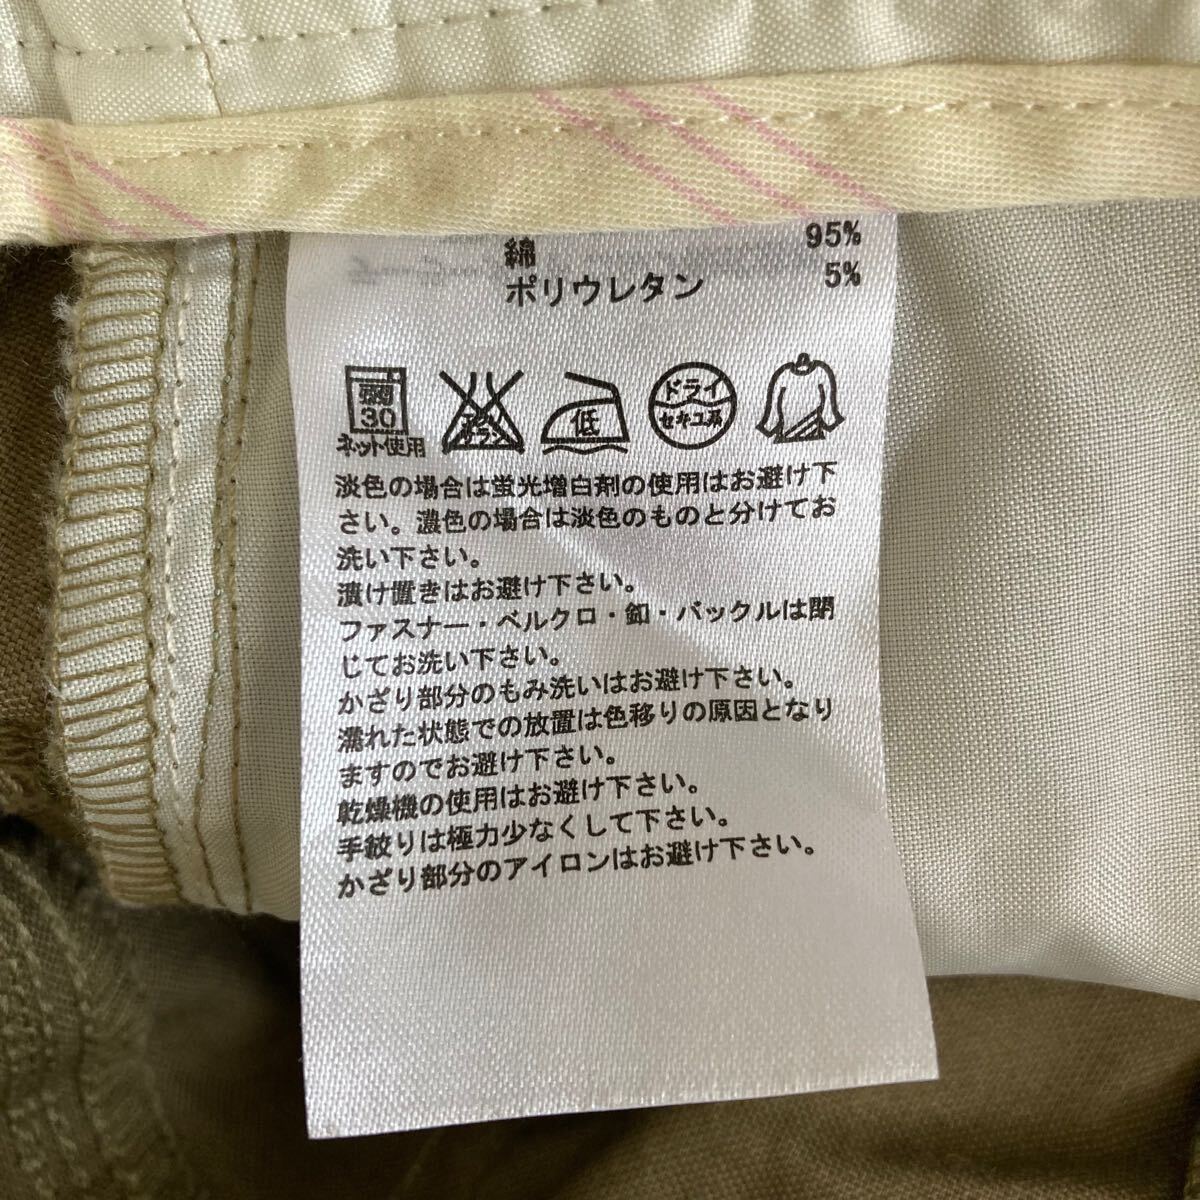 綿 95%
ポリウレタン 5%
弱
30
ネット使用
エンソ
サラシ
低
ドライ
セキユ系
淡色の場合は蛍光増白剤の使用はお避け下
さい。濃色の場合は淡色のものと分けてお
洗い下さい。
漬け置きはお避け下さい。
ファスナー・ベルクロ・釦・バックルは閉
じてお洗い下さい。
かざり部分のもみ洗いはお避け下さい。
濡れた状態での放置は色移りの原因となり
ますのでお避け下さい。
乾燥機の使用はお避け下さい。
手絞りは極力少なくして下さい。
かざり部分のアイロンはお避け下さい。